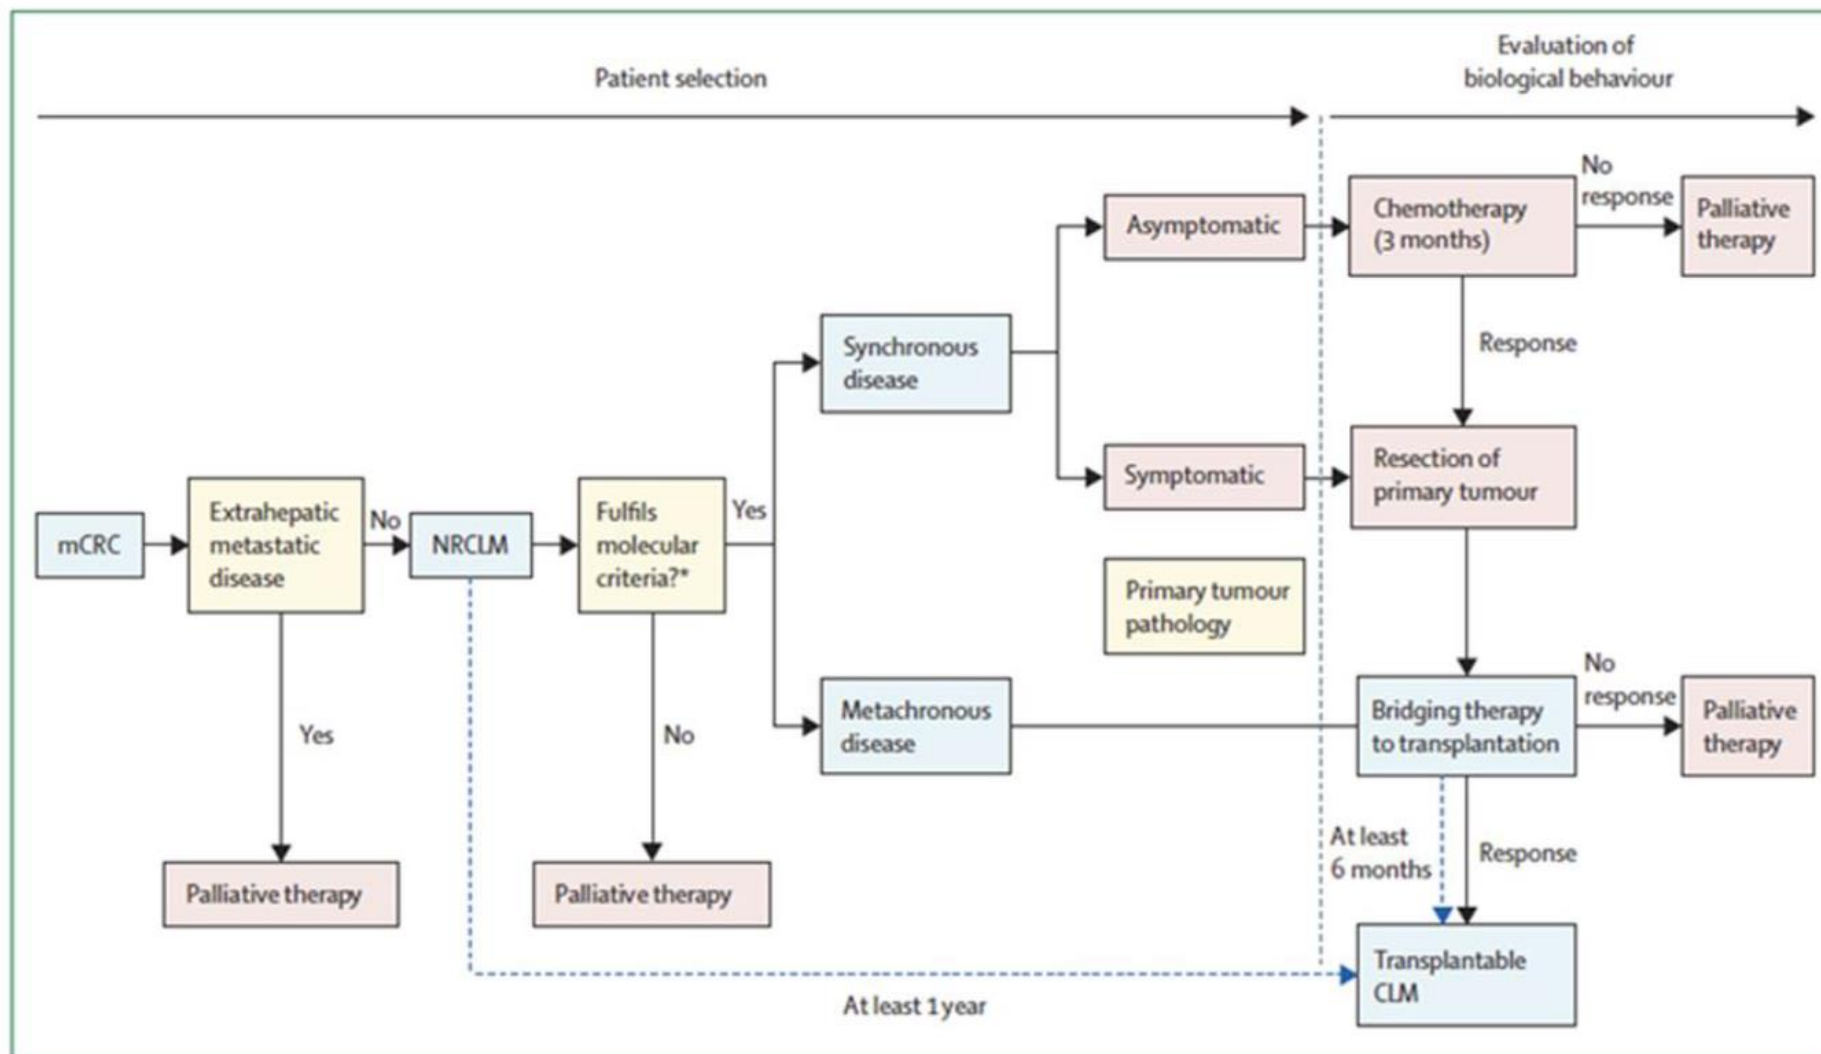 Patient selection
Evaluation of
biological behaviour
mCRC
Extrahepatic
metastatic
disease
No
Yes
Palliative therapy
NRCLM
Fulfils
molecular
criteria?*
Yes
No
Palliative therapy
Synchronous
disease
Metachronous
disease
Asymptomatic
Symptomatic
Primary tumour
pathology
Chemotherapy
(3 months)
No
response
Palliative
therapy
Response
Resection of
primary tumour
Bridging therapy
to transplantation
No
response
Palliative
therapy
At least
6 months
Response
Transplantable
CLM
At least 1 year